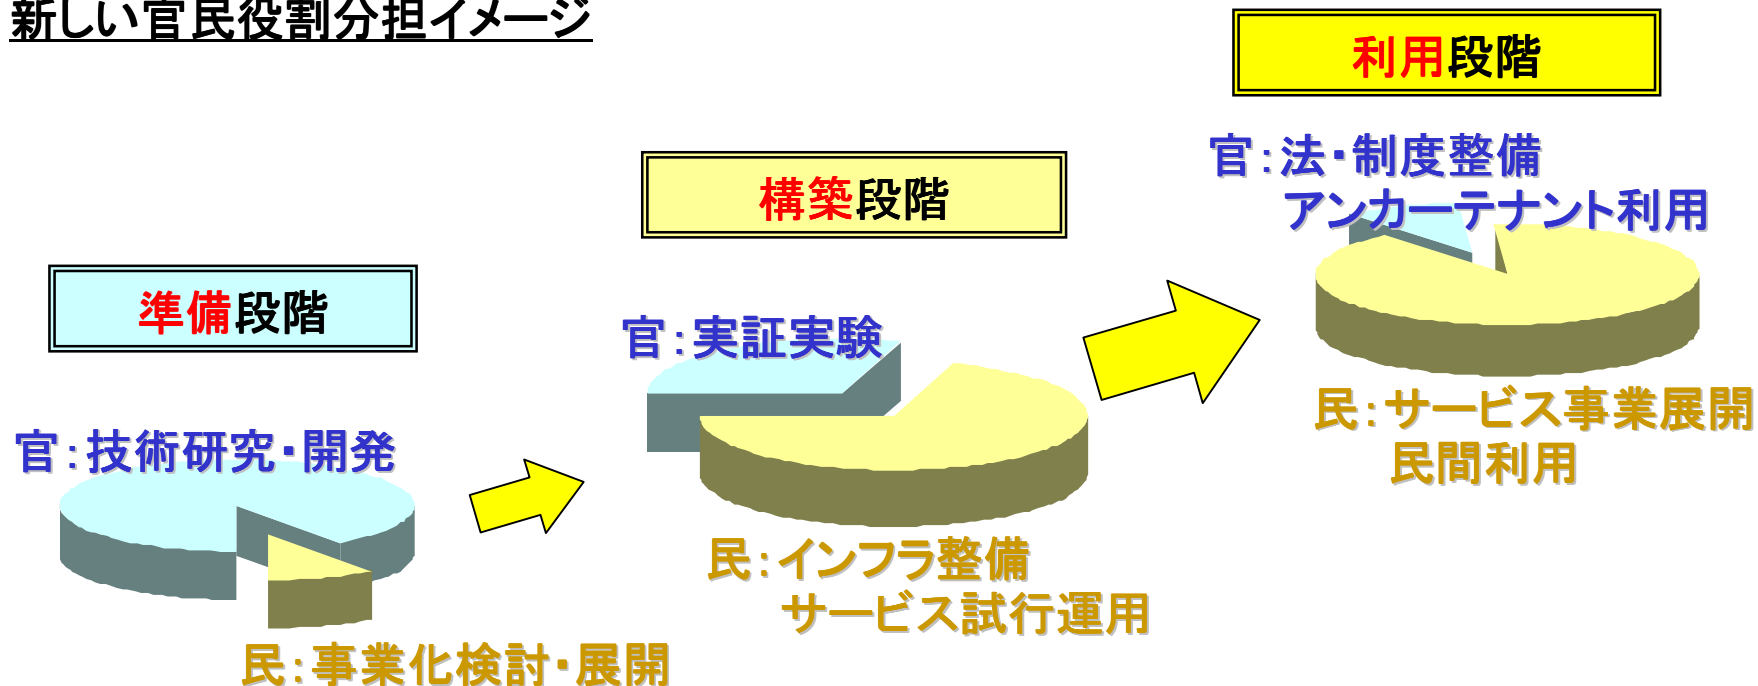 新しい官民役割分担イメージ
準備段階
官：技術研究・開発
民：事業化検討・展開
構築段階
官：実証実験
民：インフラ整備
サービス試行運用
利用段階
官：法・制度整備
アンカーテナント利用
民：サービス事業展開
民間利用